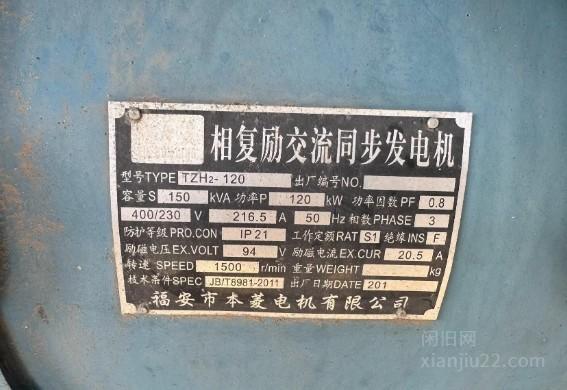 相复励交流同步发电机
型号TYPE TZH2-120 出厂编号NO.
容量S 150 kVA 功率P 120 kW 功率因数PF 0.8
400/230 V 216.5 A 50 Hz 相数PHASE 3
防护等级PRO.CON IP21 工作定额RAT S1 绝缘INS F
励磁电压EX.VOLT 94 V 励磁电流EX.CUR 20.5 A
转速 SPEED 1500 r/min 重量WEIGHT kg
技术条件SPEC JB/T8981-2011 出厂日期DATE 201
福安市本菱电机有限公司
闲旧网
xianjiu22.com